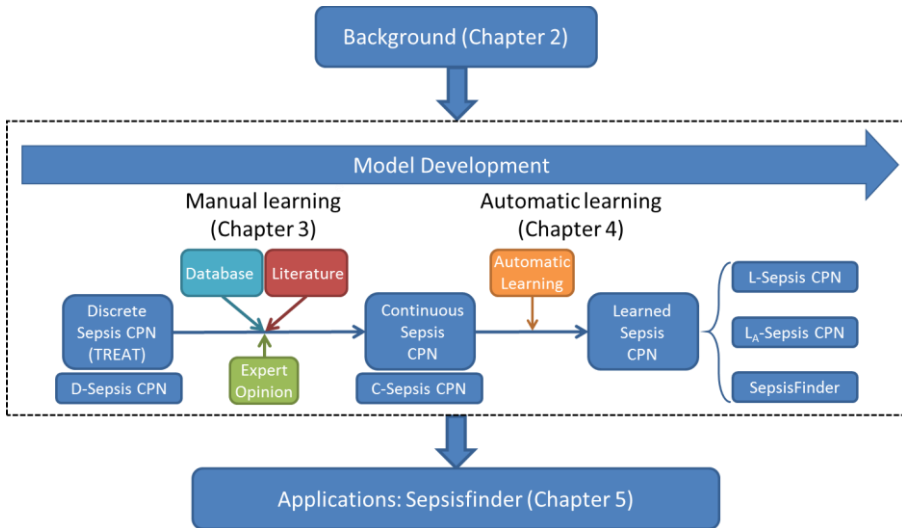 Background (Chapter 2)
Model Development
Manual learning
(Chapter 3)
Automatic learning
(Chapter 4)
Database
Literature
Automatic
Learning
Discrete
Sepsis CPN
(TREAT)
D-Sepsis CPN
Expert
Opinion
Continuous
Sepsis
CPN
C-Sepsis CPN
Learned
Sepsis
CPN
L-Sepsis CPN
L_A-Sepsis CPN
SepsisFinder
Applications: Sepsisfinder (Chapter 5)